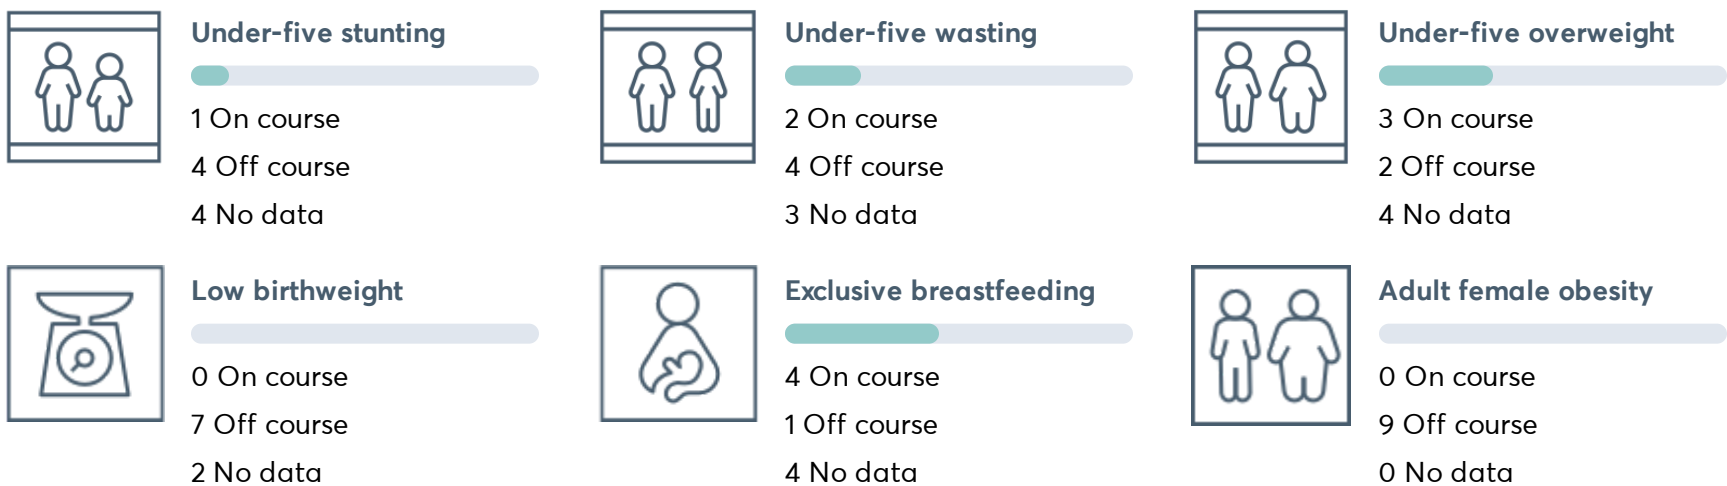 Under-five stunting
1 On course
4 Off course
4 No data
Under-five wasting
2 On course
4 Off course
3 No data
Under-five overweight
3 On course
2 Off course
4 No data
Low birthweight
0 On course
7 Off course
2 No data
Exclusive breastfeeding
4 On course
1 Off course
4 No data
Adult female obesity
0 On course
9 Off course
0 No data